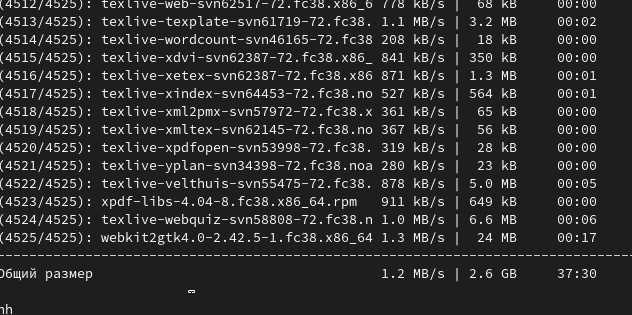 (4512/4525): texlive-web-svn62517-72.fc38.x86_6 778 kB/s | 68 kB 00:00
(4513/4525): texlive-texplate-svn61719-72.fc38. 1.1 MB/s | 3.2 MB 00:02
(4514/4525): texlive-wordcount-svn46165-72.fc38 208 kB/s | 18 kB 00:00
(4515/4525): texlive-xdvi-svn62387-72.fc38.x86_ 841 kB/s | 350 kB 00:00
(4516/4525): texlive-xetex-svn62387-72.fc38.x86 871 kB/s | 1.3 MB 00:01
(4517/4525): texlive-xindex-svn64453-72.fc38.no 527 kB/s | 564 kB 00:01
(4518/4525): texlive-xml2pmx-svn57972-72.fc38.x 361 kB/s | 65 kB 00:00
(4519/4525): texlive-xmltex-svn62145-72.fc38.no 367 kB/s | 56 kB 00:00
(4520/4525): texlive-xpdfopen-svn53998-72.fc38. 319 kB/s | 28 kB 00:00
(4521/4525): texlive-yplan-svn34398-72.fc38.noa 280 kB/s | 23 kB 00:00
(4522/4525): texlive-velthuis-svn55475-72.fc38. 878 kB/s | 5.0 MB 00:05
(4523/4525): xpdf-libs-4.04-8.fc38.x86_64.rpm 911 kB/s | 649 kB 00:00
(4524/4525): texlive-webquiz-svn58808-72.fc38.n 1.0 MB/s | 6.6 MB 00:06
(4525/4525): webkit2gtk4.0-2.42.5-1.fc38.x86_64 1.3 MB/s | 24 MB 00:17
--------------------------------------------------------------------------------
Общий размер 1.2 MB/s | 2.6 GB 37:30
hh